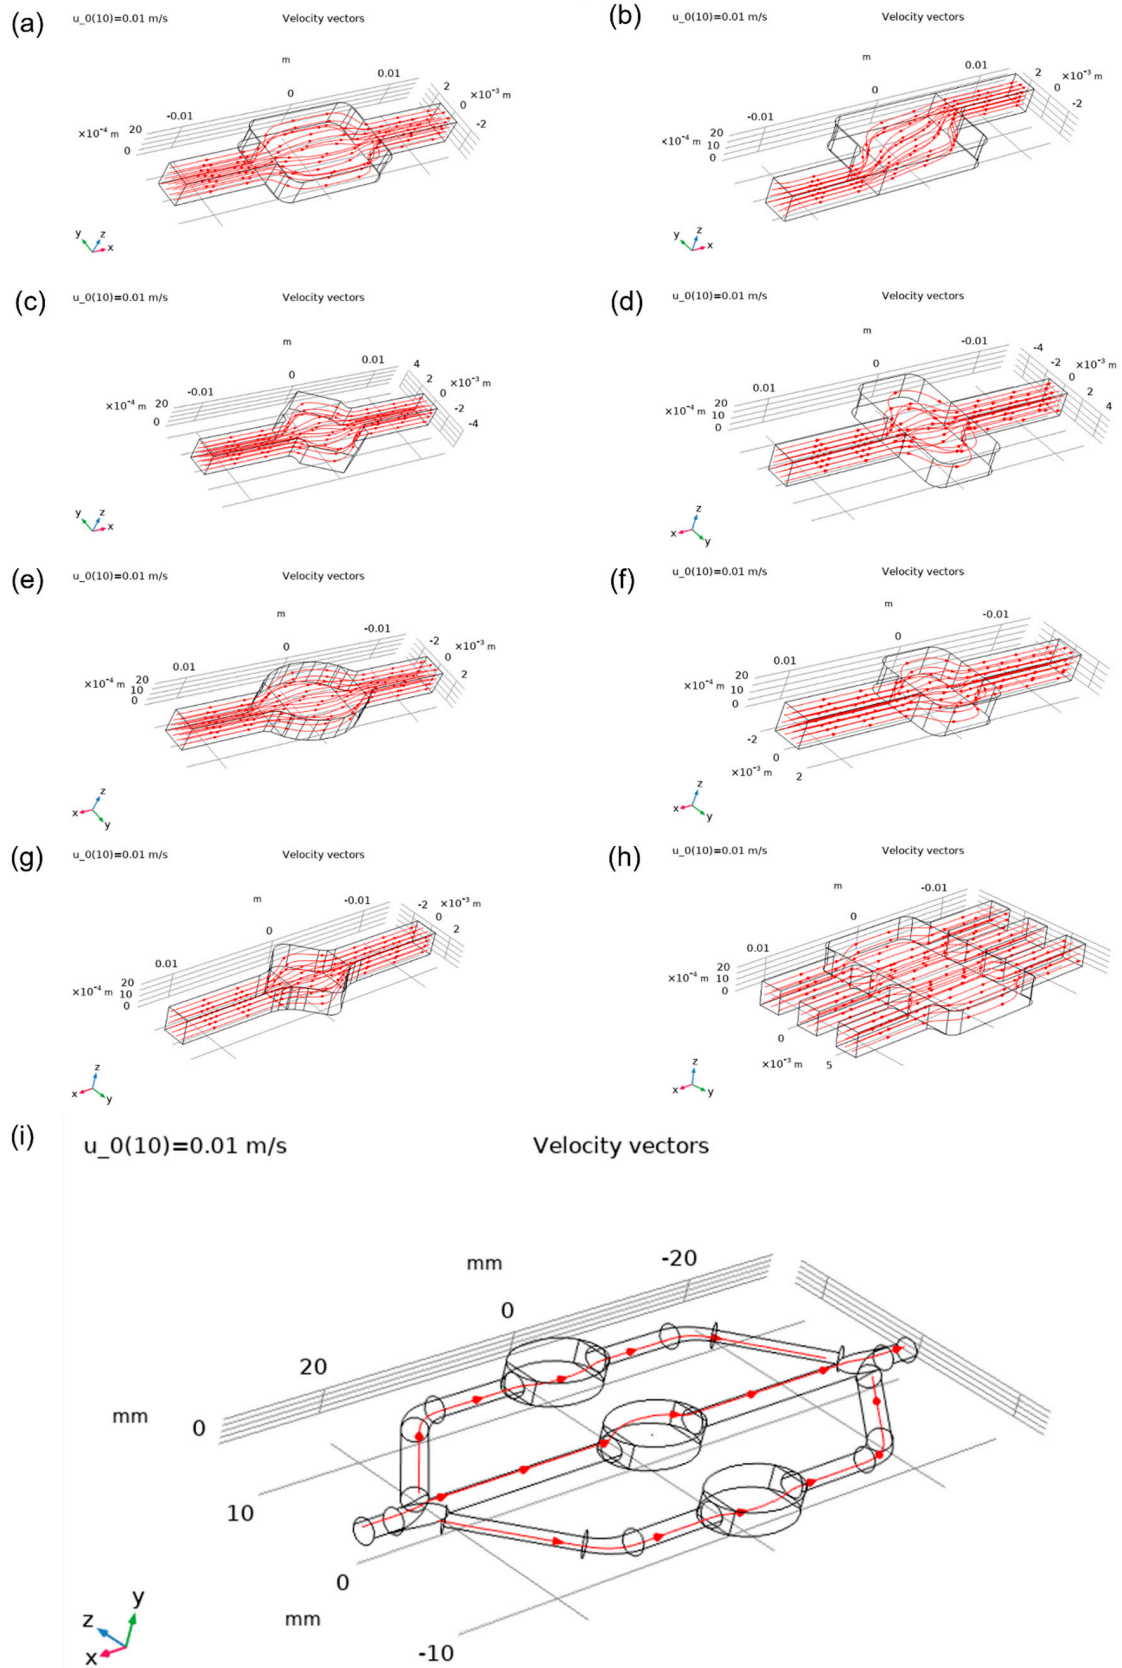 (a) u_0(10)=0.01 m/s Velocity vectors
m
0.01
0
-0.01
2
0
-2
×10⁻³ m
×10⁻⁴ m 20
0
y z x
(b) u_0(10)=0.01 m/s Velocity vectors
m
0.01
0
-0.01
2
0
-2
×10⁻³ m
×10⁻⁴ m 20
10
0
y z x
(c) u_0(10)=0.01 m/s Velocity vectors
m
0.01
0
-0.01
4
2
0
-2
-4
×10⁻³ m
×10⁻⁴ m 20
0
y z x
(d) u_0(10)=0.01 m/s Velocity vectors
m
-0.01
0
0.01
-4
-2
0
2
4
×10⁻³ m
×10⁻⁴ m 20
10
0
z x y
(e) u_0(10)=0.01 m/s Velocity vectors
m
-0.01
0
0.01
-2
0
2
×10⁻³ m
×10⁻⁴ m 20
10
0
z x y
(f) u_0(10)=0.01 m/s Velocity vectors
m
-0.01
0
0.01
×10⁻⁴ m 20
10
0
-2
0
2
×10⁻³ m
z x y
(g) u_0(10)=0.01 m/s Velocity vectors
m
-0.01
0
0.01
-2
0
2
×10⁻³ m
×10⁻⁴ m 20
10
0
z x y
(h) u_0(10)=0.01 m/s Velocity vectors
m
-0.01
0
0.01
×10⁻⁴ m 20
10
0
0
5
×10⁻³ m
z x y
(i) u_0(10)=0.01 m/s Velocity vectors
mm
-20
0
20
mm
0
10
0
mm
-10
y z x